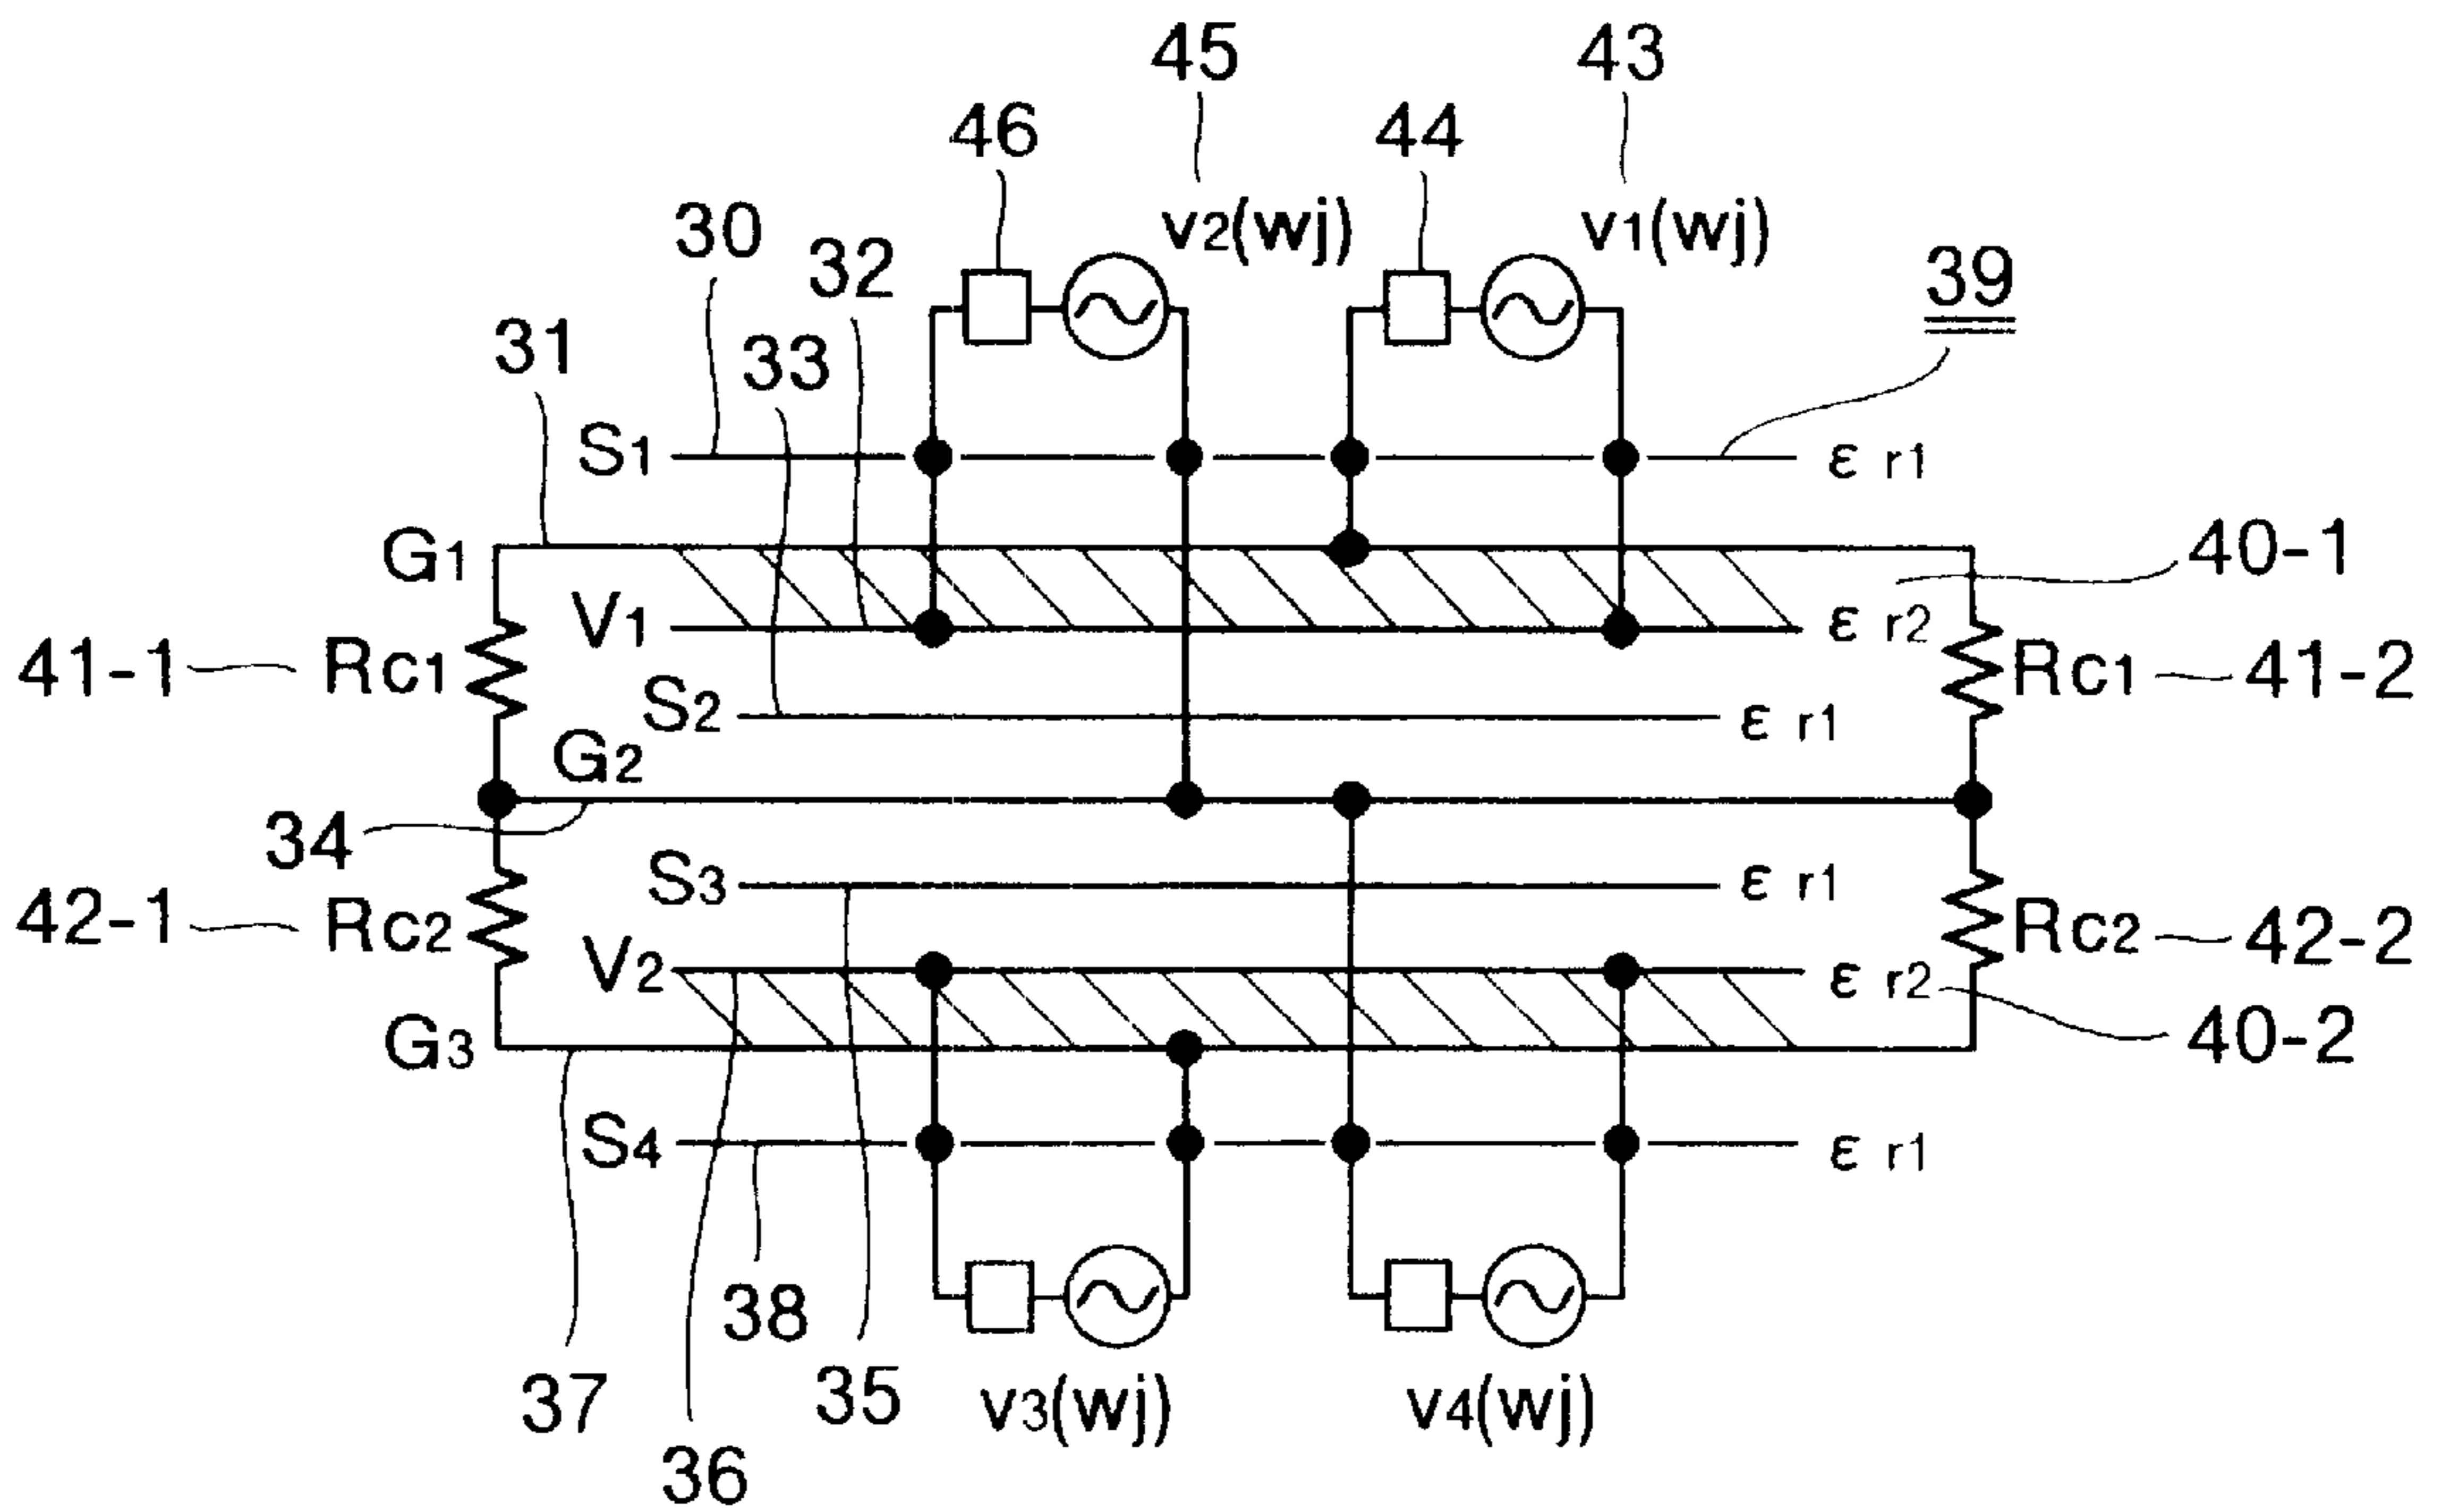 45 43
46 44
30 v2(wj) v1(wj)
32 39
31 33
S1 εr1
G1 40-1
V1 εr2
41-1 Rc1 Rc1 41-2
S2 εr1
G2
34
S3 εr1
42-1 Rc2 Rc2 42-2
V2 εr2
G3 40-2
S4 εr1
38
37 35 v3(wj) v4(wj)
36